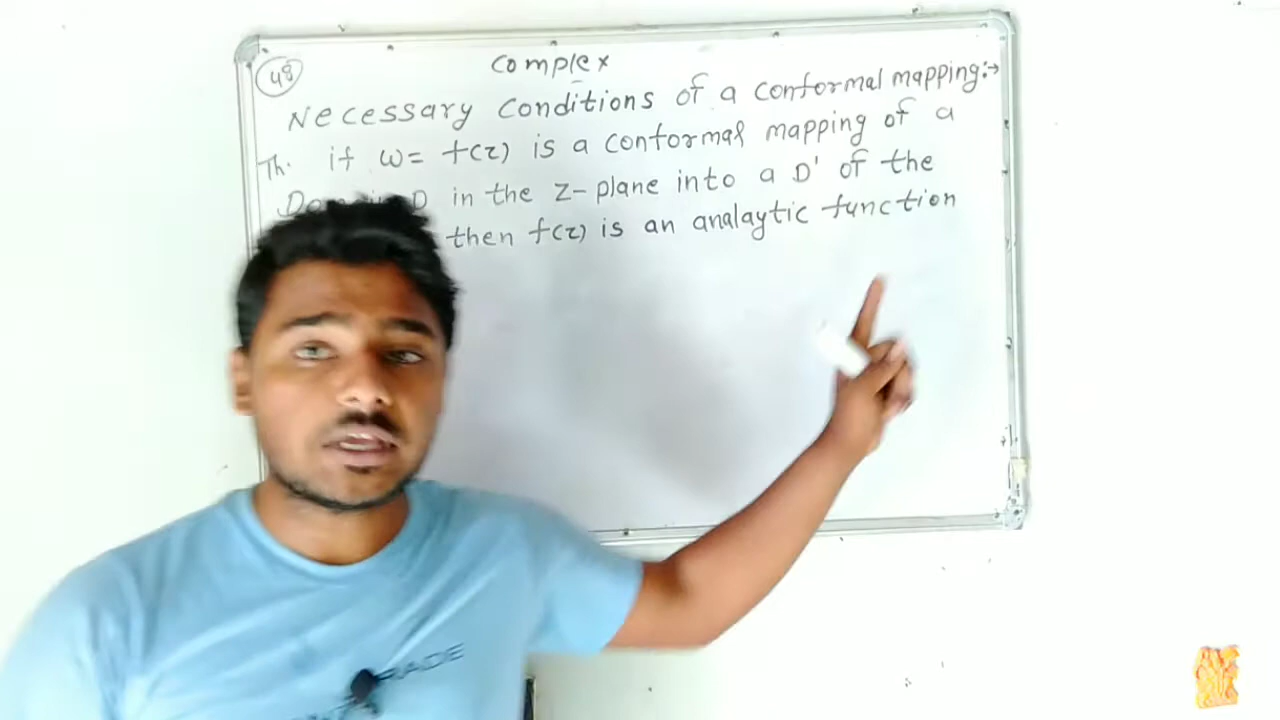 48
Complex
Necessary Conditions of a conformal mapping:→
Th. if w= f(z) is a conformal mapping of a
D in the z-plane into a D' of the
then f(z) is an analaytic function
RADE